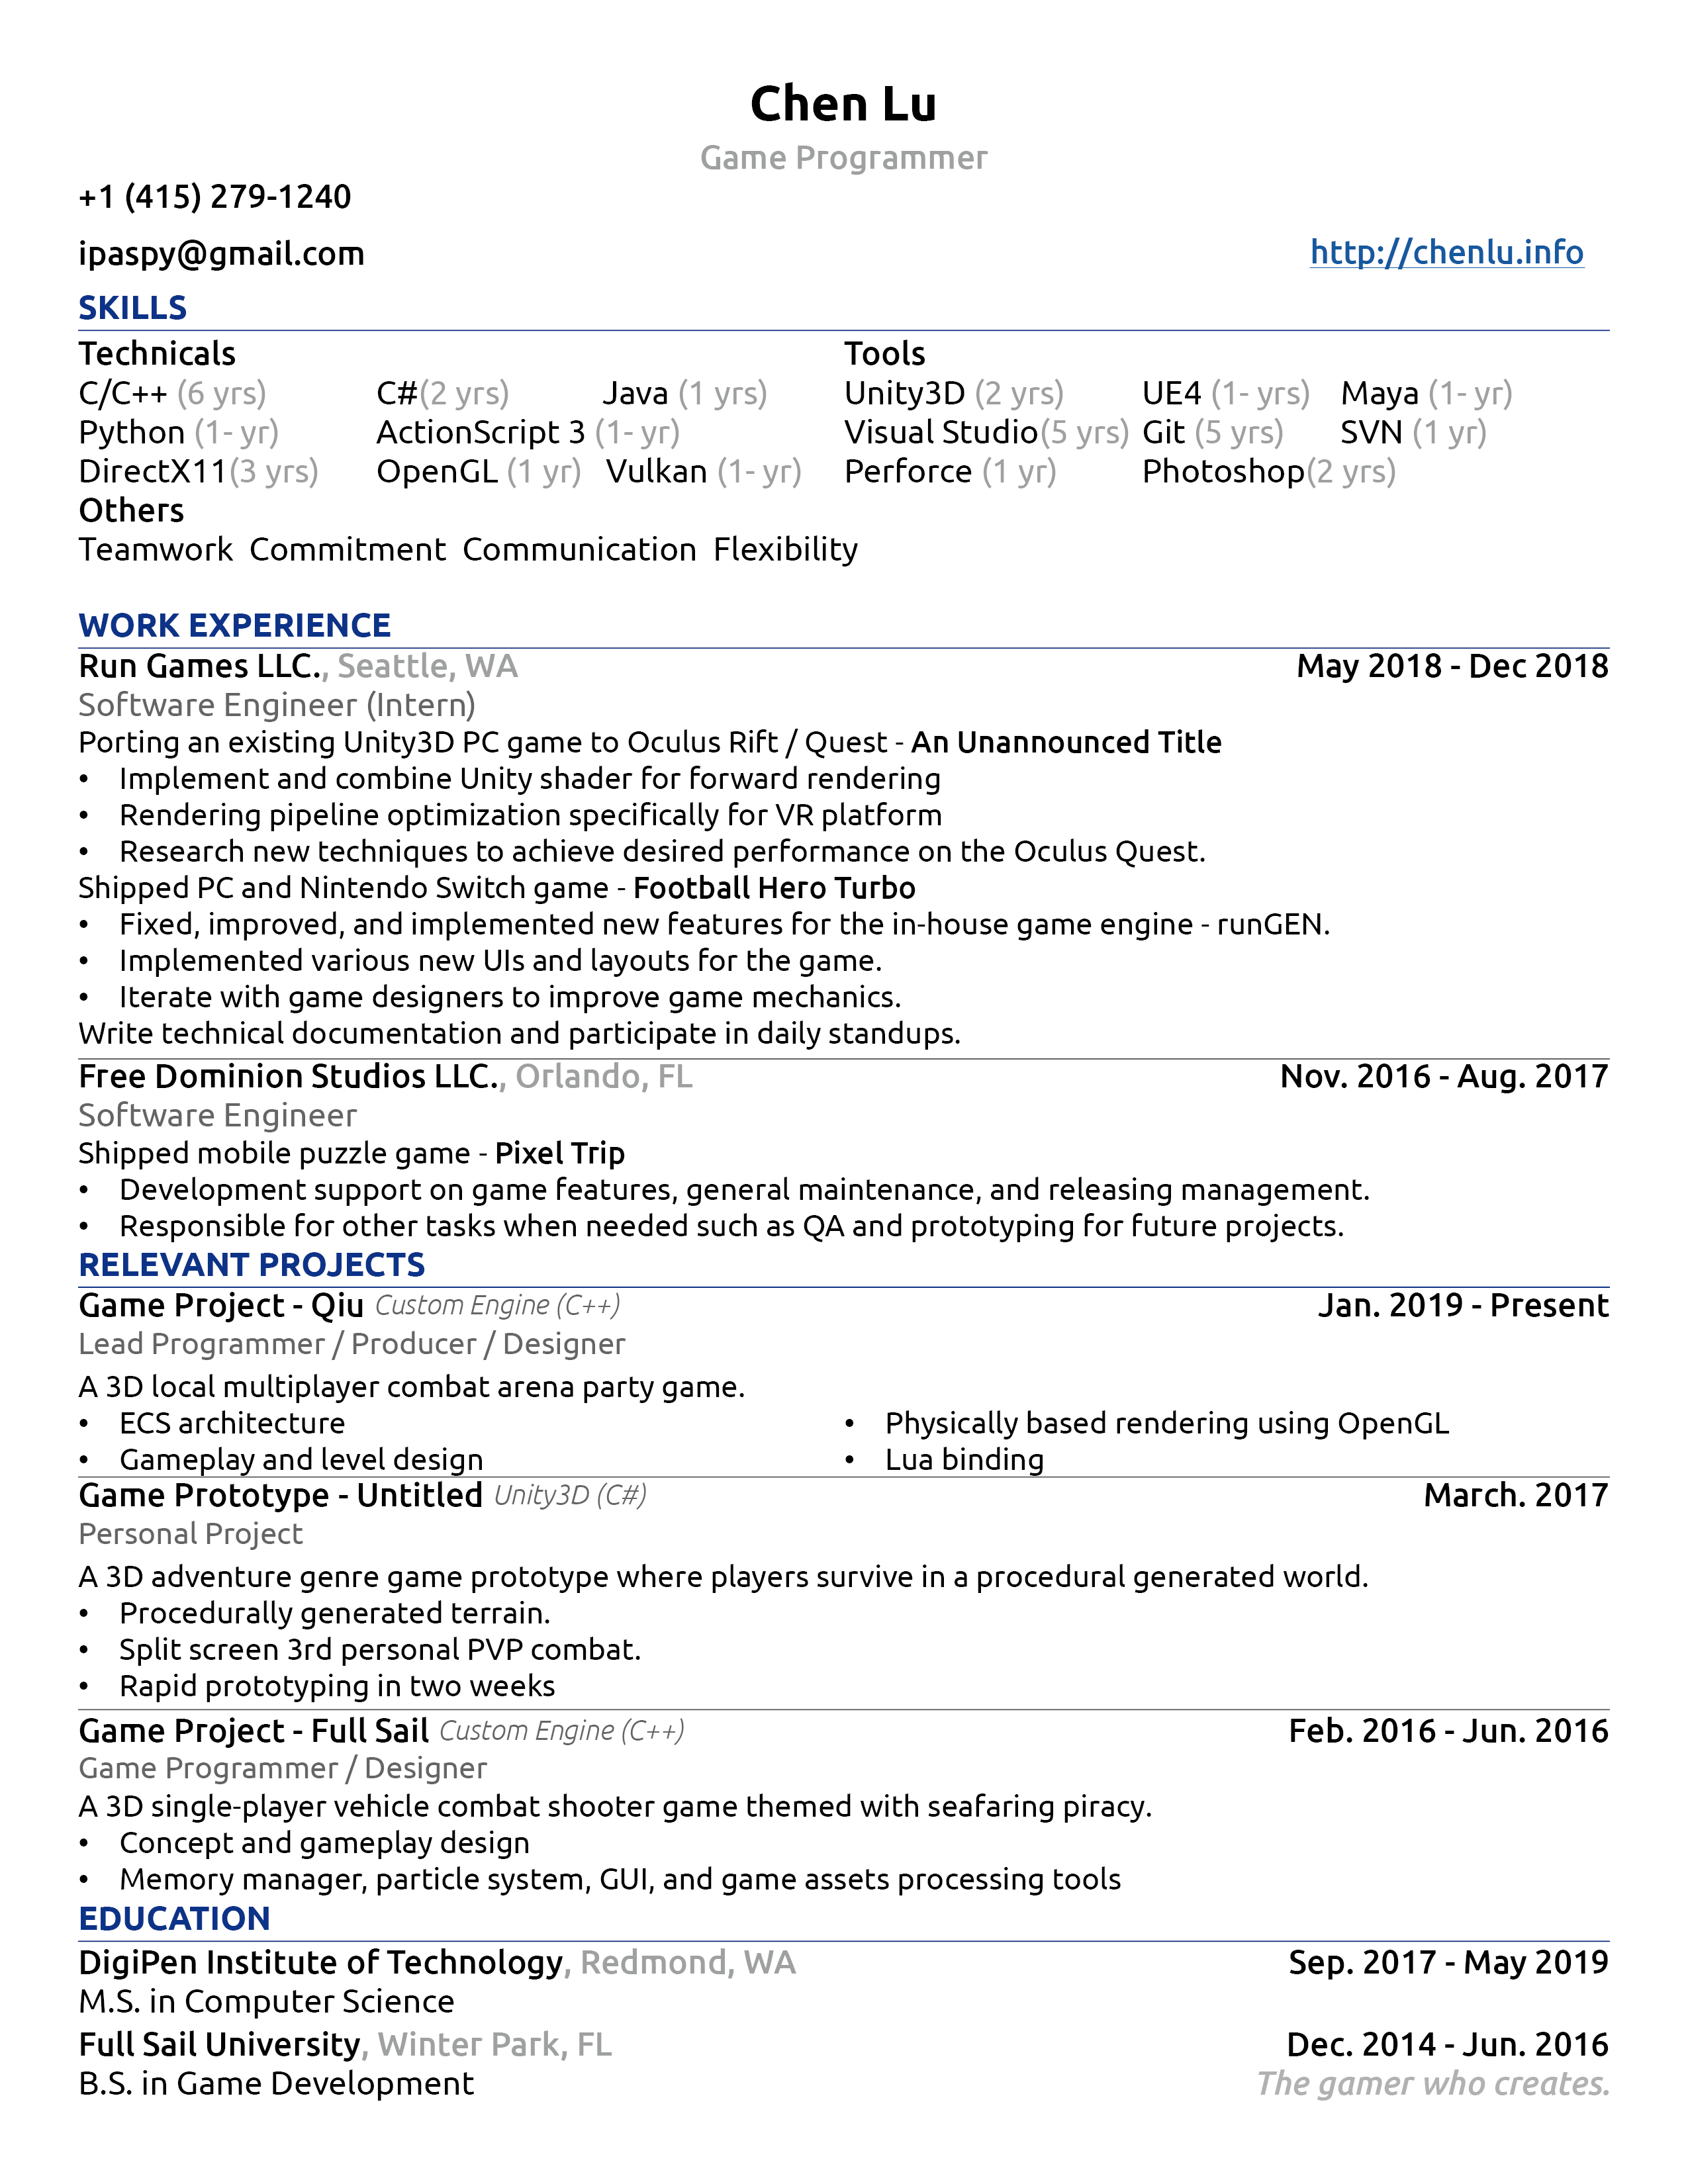 Chen Lu
Game Programmer
+1 (415) 279-1240
ipaspy@gmail.com http://chenlu.info
SKILLS
Technicals Tools
C/C++ (6 yrs) C#(2 yrs) Java (1 yrs) Unity3D (2 yrs) UE4 (1- yrs) Maya (1- yr)
Python (1- yr) ActionScript 3 (1- yr) Visual Studio(5 yrs) Git (5 yrs) SVN (1 yr)
DirectX11(3 yrs) OpenGL (1 yr) Vulkan (1- yr) Perforce (1 yr) Photoshop(2 yrs)
Others
Teamwork Commitment Communication Flexibility
WORK EXPERIENCE
Run Games LLC., Seattle, WA May 2018 - Dec 2018
Software Engineer (Intern)
Porting an existing Unity3D PC game to Oculus Rift / Quest - An Unannounced Title
• Implement and combine Unity shader for forward rendering
• Rendering pipeline optimization specifically for VR platform
• Research new techniques to achieve desired performance on the Oculus Quest.
Shipped PC and Nintendo Switch game - Football Hero Turbo
• Fixed, improved, and implemented new features for the in-house game engine - runGEN.
• Implemented various new UIs and layouts for the game.
• Iterate with game designers to improve game mechanics.
Write technical documentation and participate in daily standups.
Free Dominion Studios LLC., Orlando, FL Nov. 2016 - Aug. 2017
Software Engineer
Shipped mobile puzzle game - Pixel Trip
• Development support on game features, general maintenance, and releasing management.
• Responsible for other tasks when needed such as QA and prototyping for future projects.
RELEVANT PROJECTS
Game Project - Qiu Custom Engine (C++) Jan. 2019 - Present
Lead Programmer / Producer / Designer
A 3D local multiplayer combat arena party game.
• ECS architecture • Physically based rendering using OpenGL
• Gameplay and level design • Lua binding
Game Prototype - Untitled Unity3D (C#) March. 2017
Personal Project
A 3D adventure genre game prototype where players survive in a procedural generated world.
• Procedurally generated terrain.
• Split screen 3rd personal PVP combat.
• Rapid prototyping in two weeks
Game Project - Full Sail Custom Engine (C++) Feb. 2016 - Jun. 2016
Game Programmer / Designer
A 3D single-player vehicle combat shooter game themed with seafaring piracy.
• Concept and gameplay design
• Memory manager, particle system, GUI, and game assets processing tools
EDUCATION
DigiPen Institute of Technology, Redmond, WA Sep. 2017 - May 2019
M.S. in Computer Science
Full Sail University, Winter Park, FL Dec. 2014 - Jun. 2016
B.S. in Game Development The gamer who creates.